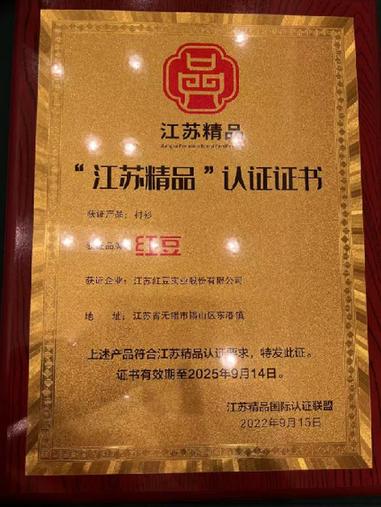 江苏精品
“江苏精品”认证证书
获证产品：衬衫
获证品牌：红豆
获证企业：江苏红豆实业股份有限公司
地 址：江苏省无锡市锡山区东港镇
上述产品符合江苏精品认证要求，特发此证。
证书有效期至2025年9月14日。
江苏精品国际认证联盟
2022年9月15日